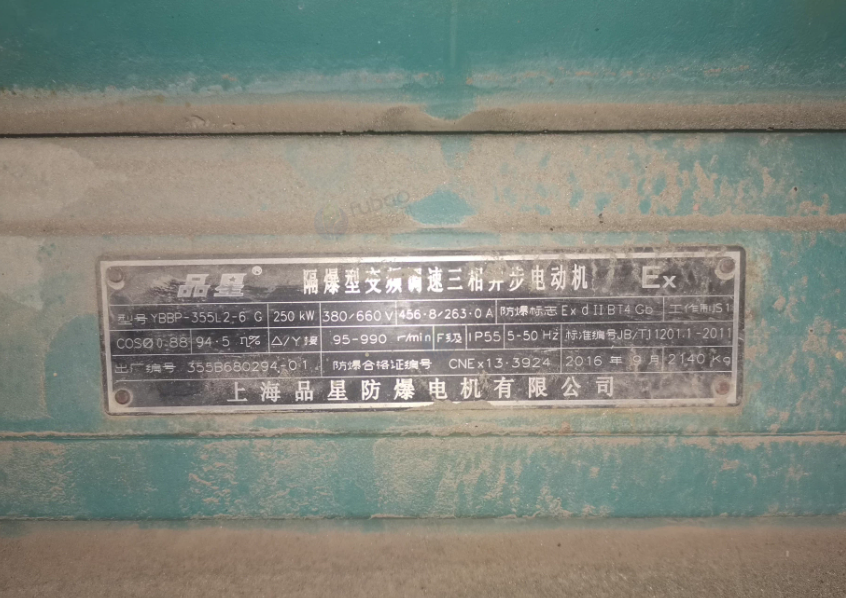 fubao
品星® 隔爆型变频调速三相异步电动机 Ex
型号 YBBP-355L2-6 G 250 kW 380/660 V 456·8/263·0 A 防爆标志 Ex d II BT4 Gb 工作制 S1
COSØ 0.88 94·5 η% △/Y接 95-990 r/min F级 IP55 5-50 Hz 标准编号 JB/T11201.1-2011
出厂编号 355B680294-01 防爆合格证编号 CNEx13·3924 2016 年 9 月 2140 Kg
上海品星防爆电机有限公司